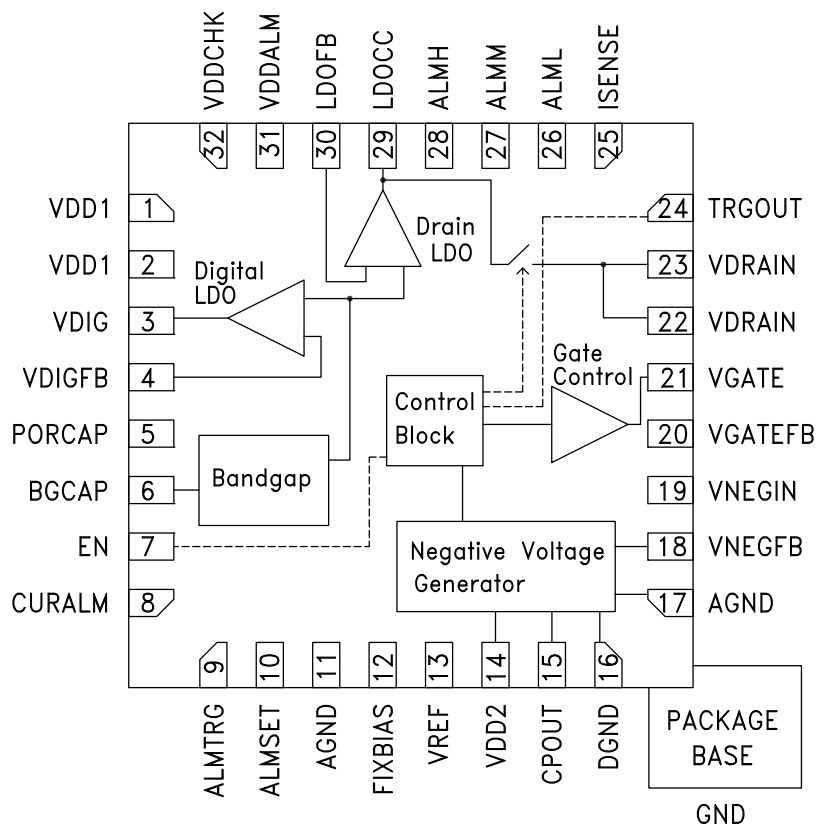 VDDCHK
VDDALM
LDOFB
LDOCC
ALMH
ALMM
ALML
ISENSE
32
31
30
29
28
27
26
25
VDD1
1
VDD1
2
VDIG
3
VDIGFB
4
PORCAP
5
BGCAP
6
EN
7
CURALM
8
24
TRGOUT
23
VDRAIN
22
VDRAIN
21
VGATE
20
VGATEFB
19
VNEGIN
18
VNEGFB
17
AGND
Drain
LDO
Digital
LDO
Gate
Control
Control
Block
Bandgap
Negative Voltage
Generator
9
10
11
12
13
14
15
16
ALMTRG
ALMSET
AGND
FIXBIAS
VREF
VDD2
CPOUT
DGND
PACKAGE
BASE
GND